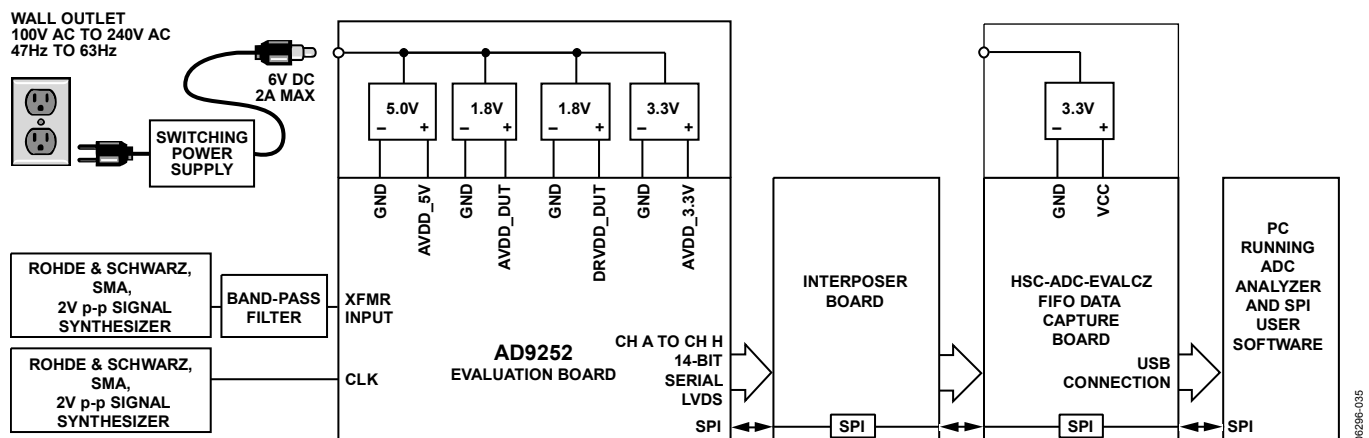 WALL OUTLET
100V AC TO 240V AC
47Hz TO 63Hz
6V DC
2A MAX
SWITCHING
POWER
SUPPLY
5.0V
– +
1.8V
– +
1.8V
– +
3.3V
– +
GND
AVDD_5V
GND
AVDD_DUT
GND
DRVDD_DUT
GND
AVDD_3.3V
3.3V
– +
GND
VCC
ROHDE & SCHWARZ,
SMA,
2V p-p SIGNAL
SYNTHESIZER
BAND-PASS
FILTER
XFMR
INPUT
ROHDE & SCHWARZ,
SMA,
2V p-p SIGNAL
SYNTHESIZER
CLK
AD9252
EVALUATION BOARD
CH A TO CH H
14-BIT
SERIAL
LVDS
SPI
INTERPOSER
BOARD
SPI
HSC-ADC-EVALCZ
FIFO DATA
CAPTURE
BOARD
USB
CONNECTION
SPI
PC
RUNNING
ADC
ANALYZER
AND SPI
USER
SOFTWARE
SPI
6296-035